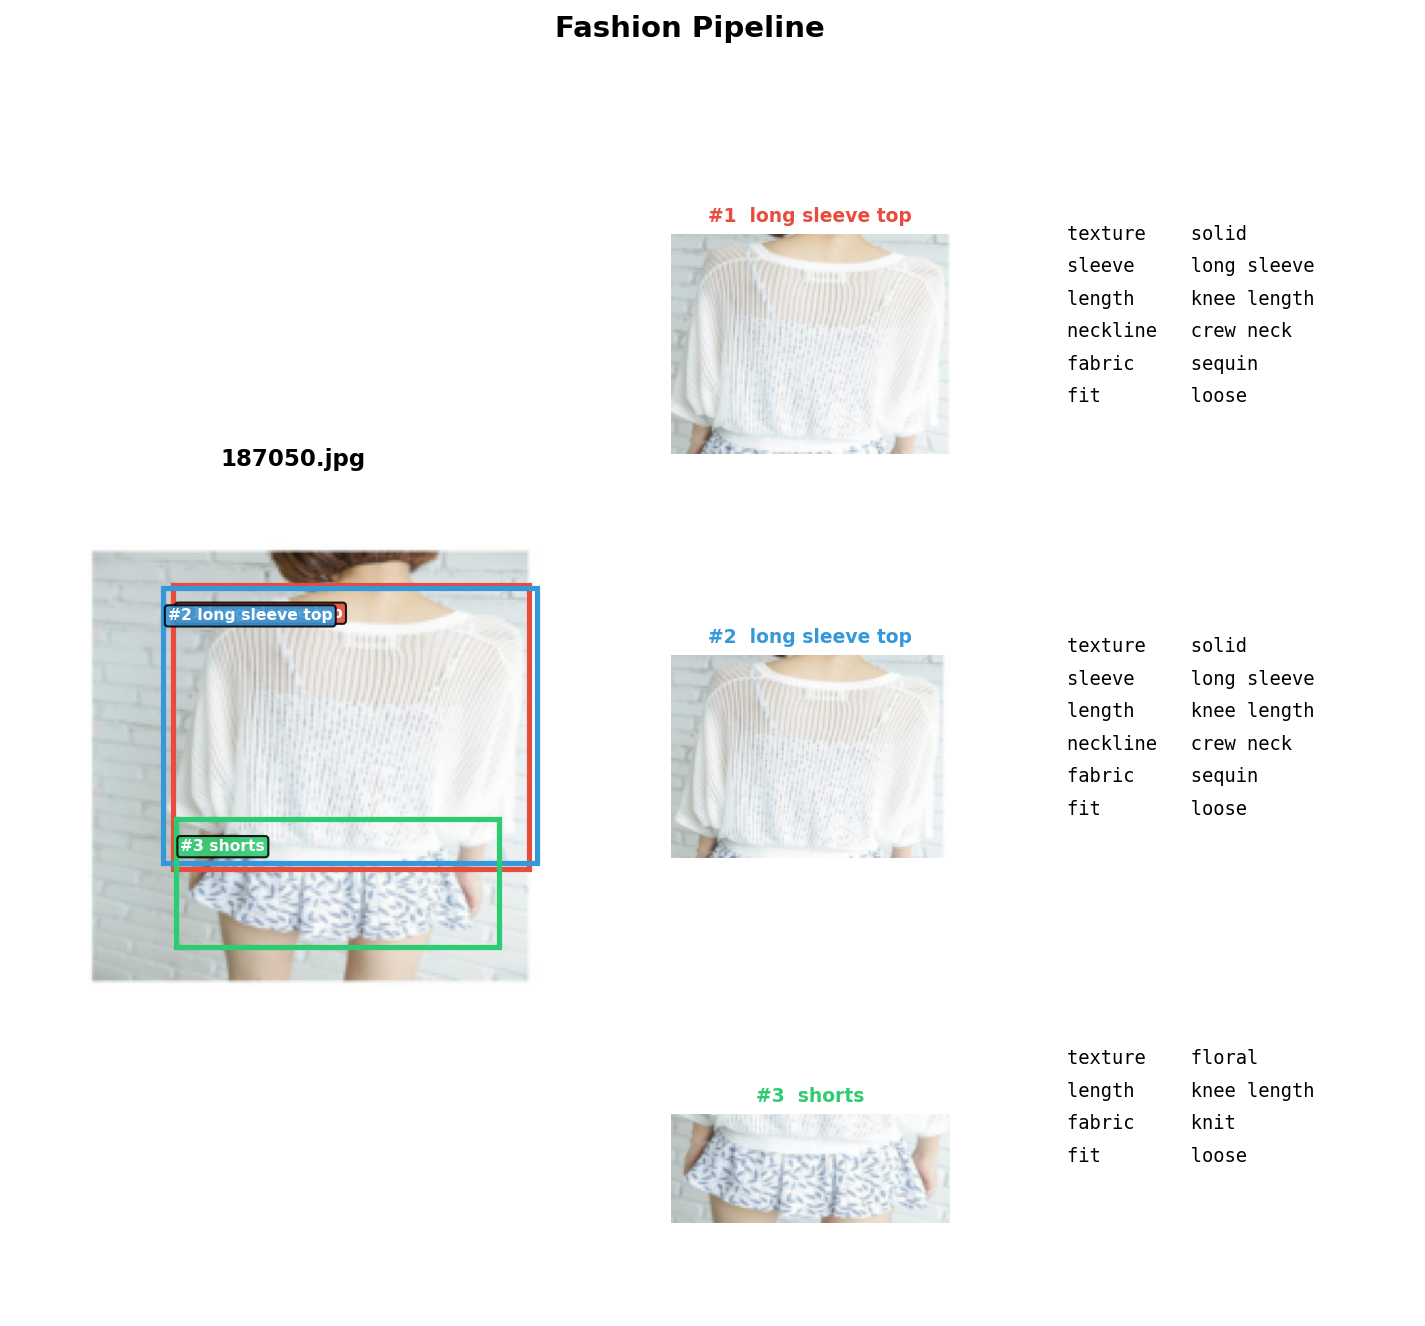 Fashion Pipeline
187050.jpg
#2 long sleeve top
#3 shorts
#1 long sleeve top
texture solid
sleeve long sleeve
length knee length
neckline crew neck
fabric sequin
fit loose
#2 long sleeve top
texture solid
sleeve long sleeve
length knee length
neckline crew neck
fabric sequin
fit loose
#3 shorts
texture floral
length knee length
fabric knit
fit loose